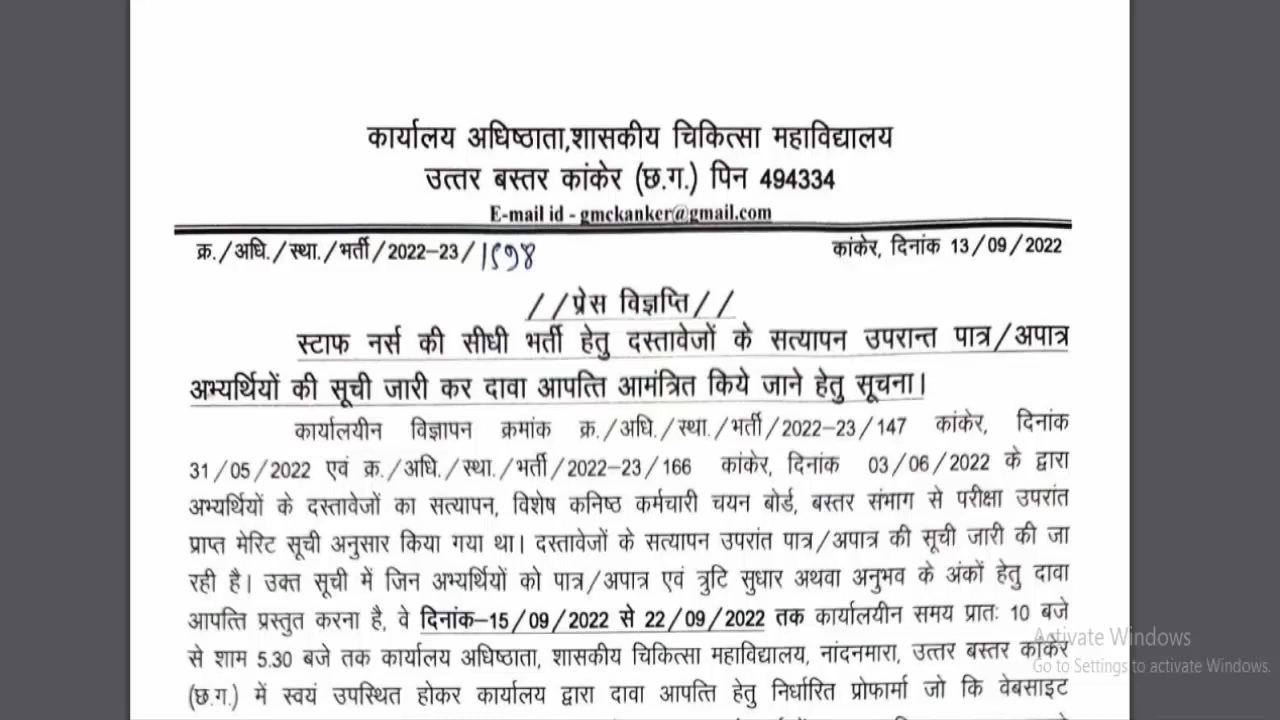 कार्यालय अधिष्ठाता,शासकीय चिकित्सा महाविद्यालय
उत्तर बस्तर कांकेर (छ.ग.) पिन 494334
E-mail id - gmckanker@gmail.com
क्र./अधि./स्था./भर्ती/2022-23/
कांकेर, दिनांक 13/09/2022
//प्रेस विज्ञप्ति//
स्टाफ नर्स की सीधी भर्ती हेतु दस्तावेजों के सत्यापन उपरान्त पात्र/अपात्र
अभ्यर्थियों की सूची जारी कर दावा आपत्ति आमंत्रित किये जाने हेतु सूचना।
कार्यालयीन विज्ञापन क्रमांक क्र./अधि./स्था./भर्ती/2022-23/147 कांकेर, दिनांक
31/05/2022 एवं क्र./अधि./स्था./भर्ती/2022-23/166 कांकेर, दिनांक 03/06/2022 के द्वारा
अभ्यर्थियों के दस्तावेजों का सत्यापन, विशेष कनिष्ठ कर्मचारी चयन बोर्ड, बस्तर संभाग से परीक्षा उपरांत
प्राप्त मेरिट सूची अनुसार किया गया था। दस्तावेजों के सत्यापन उपरांत पात्र/अपात्र की सूची जारी की जा
रही है। उक्त सूची में जिन अभ्यर्थियों को पात्र/अपात्र एवं त्रुटि सुधार अथवा अनुभव के अंकों हेतु दावा
आपत्ति प्रस्तुत करना है, वे दिनांक-15/09/2022 से 22/09/2022 तक कार्यालयीन समय प्रातः 10 बजे
से शाम 5.30 बजे तक कार्यालय अधिष्ठाता, शासकीय चिकित्सा महाविद्यालय, नांदनमारा, उत्तर बस्तर कांकेर
(छ.ग.) में स्वयं उपस्थित होकर कार्यालय द्वारा दावा आपत्ति हेतु निर्धारित प्रोफार्मा जो कि वेबसाइट
Activate Windows
Go to Settings to activate Windows.